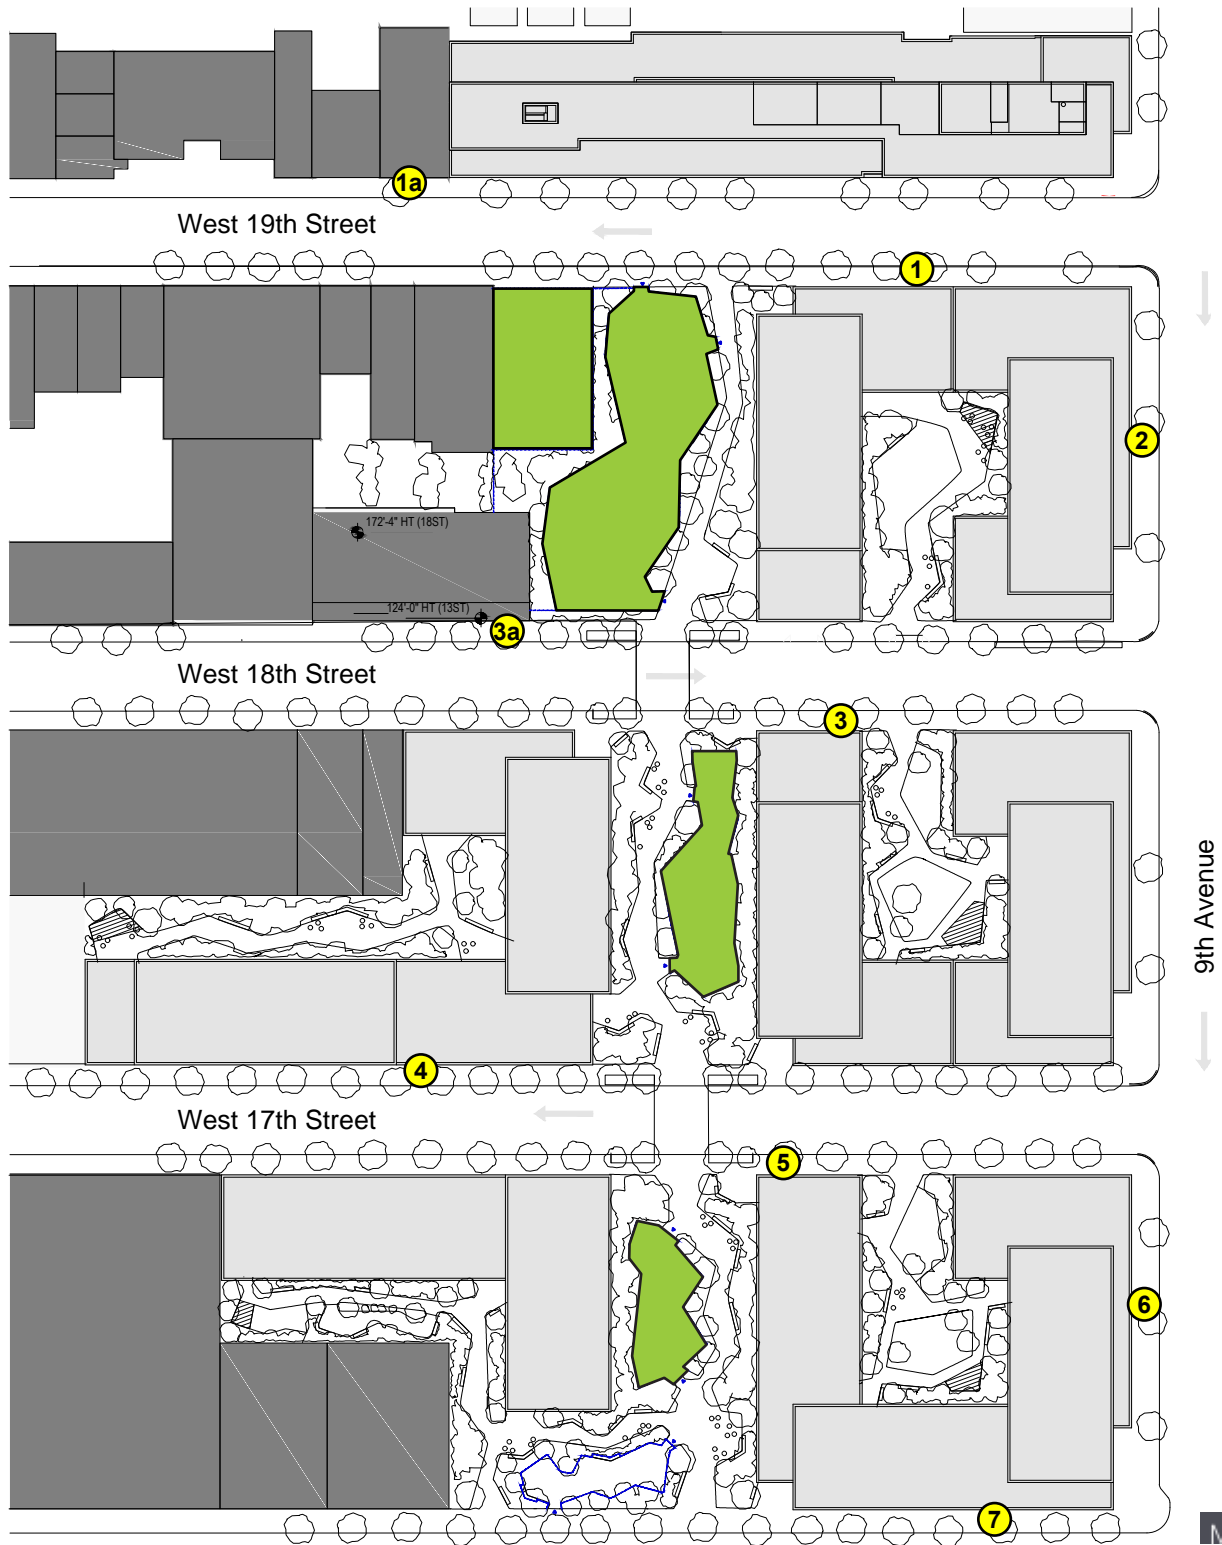 1a
West 19th Street
1
2
172'-4" HT (18ST)
124'-0" HT (13ST)
3a
West 18th Street
3
9th Avenue
4
West 17th Street
5
6
7
M